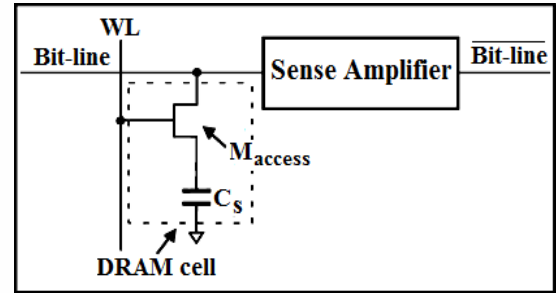 WL
Bit-line
Sense Amplifier
Bit-line
Maccess
Cs
DRAM cell